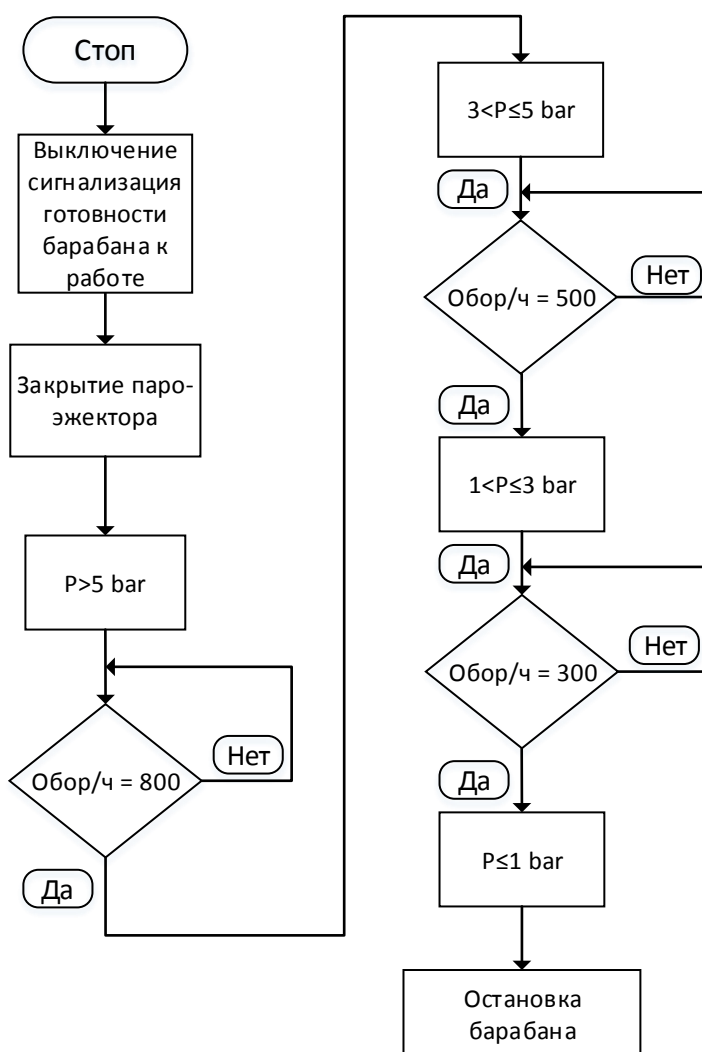 Стоп
Выключение
сигнализация
готовности
барабана к
работе
Закрытие паро-
эжектора
P>5 bar
Обор/ч = 800
Нет
Да
3<P≤5 bar
Да
Обор/ч = 500
Нет
Да
1<P≤3 bar
Да
Обор/ч = 300
Нет
Да
P≤1 bar
Остановка
барабана